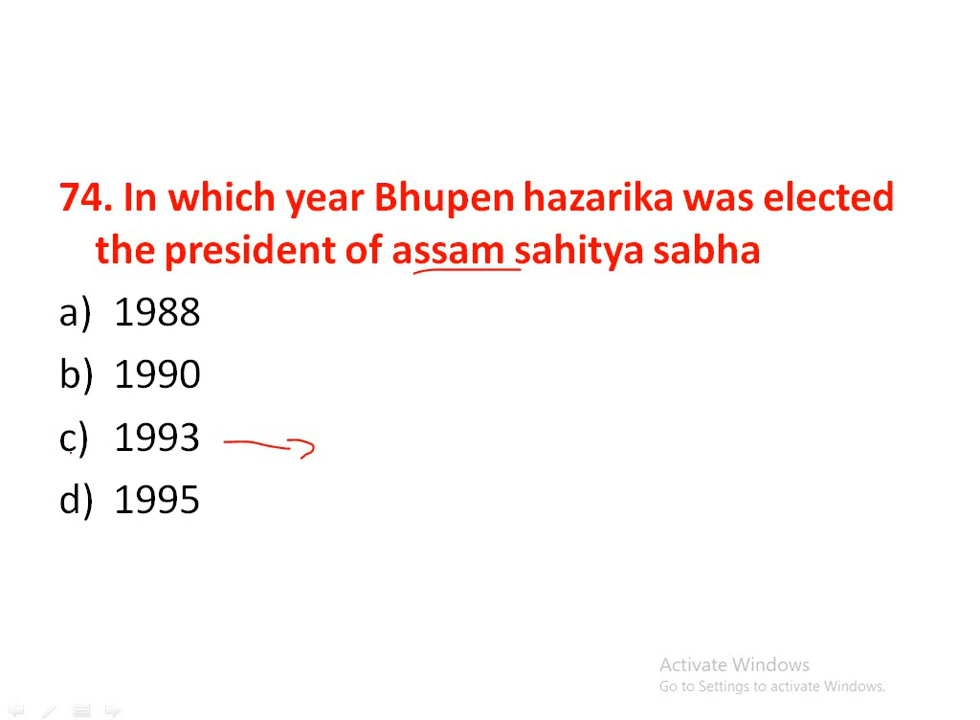 74. In which year Bhupen hazarika was elected
the president of assam sahitya sabha
a) 1988
b) 1990
c) 1993
d) 1995
Activate Windows
Go to Settings to activate Windows.